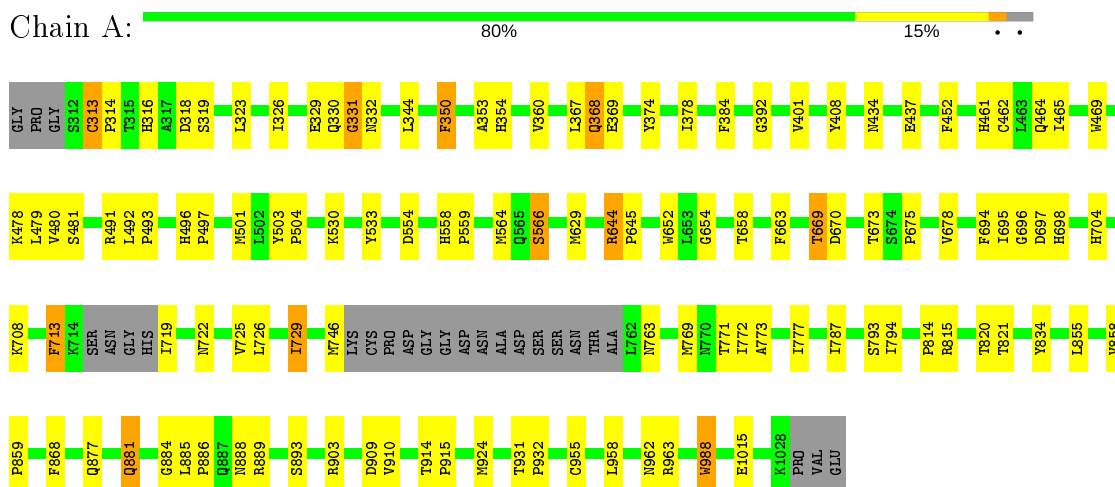 Chain A:
80% 15% • •
GLY PRO GLY S312 C313 P314 T315 H316 A317 D318 S319 L323 I326 E329 Q330 G331 N332 L344 F350 A353 H354 V360 L367 Q368 E369 Y374 I378 F384 G392 V401 Y408 N434 E437 F452 H461 C462 L463 Q464 I465 W469
K478 L479 V480 S481 R491 L492 P493 H496 P497 M501 L502 Y503 P504 K530 Y533 D554 H558 P559 M564 Q565 S566 M629 R644 P645 W652 L653 G654 T658 F663 T669 D670 T673 S674 P675 V678 F694 I695 G696 D697 H698 H704
K708 F713 K714 SER ASN GLY HIS I719 N722 V725 L726 I729 M746 LYS CYS PRO ASP GLY GLY ASN ALA ASP SER SER ASN THR ALA L762 N763 M769 N770 T771 I772 A773 I777 I787 S793 I794 P814 R815 T820 T821 Y834 L855
P859 F868 Q877 Q881 G884 L885 P886 Q887 N888 R889 S893 R903 D909 V910 T914 P915 M924 T931 P932 C955 L958 N962 R963 W988 E1015 K1028 PRO VAL GLU